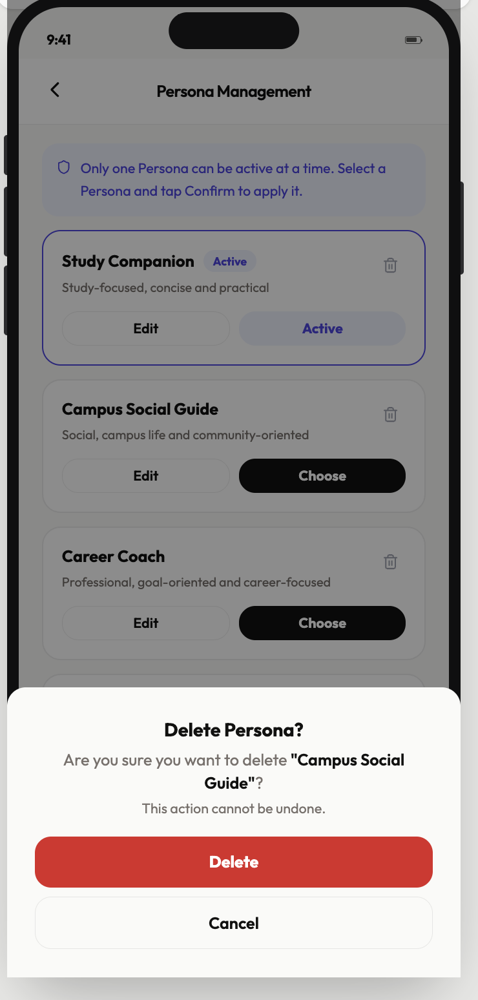 9:41
Persona Management
Only one Persona can be active at a time. Select a
Persona and tap Confirm to apply it.
Study Companion Active
Study-focused, concise and practical
Edit Active
Campus Social Guide
Social, campus life and community-oriented
Edit Choose
Career Coach
Professional, goal-oriented and career-focused
Edit Choose
Delete Persona?
Are you sure you want to delete "Campus Social
Guide"?
This action cannot be undone.
Delete
Cancel